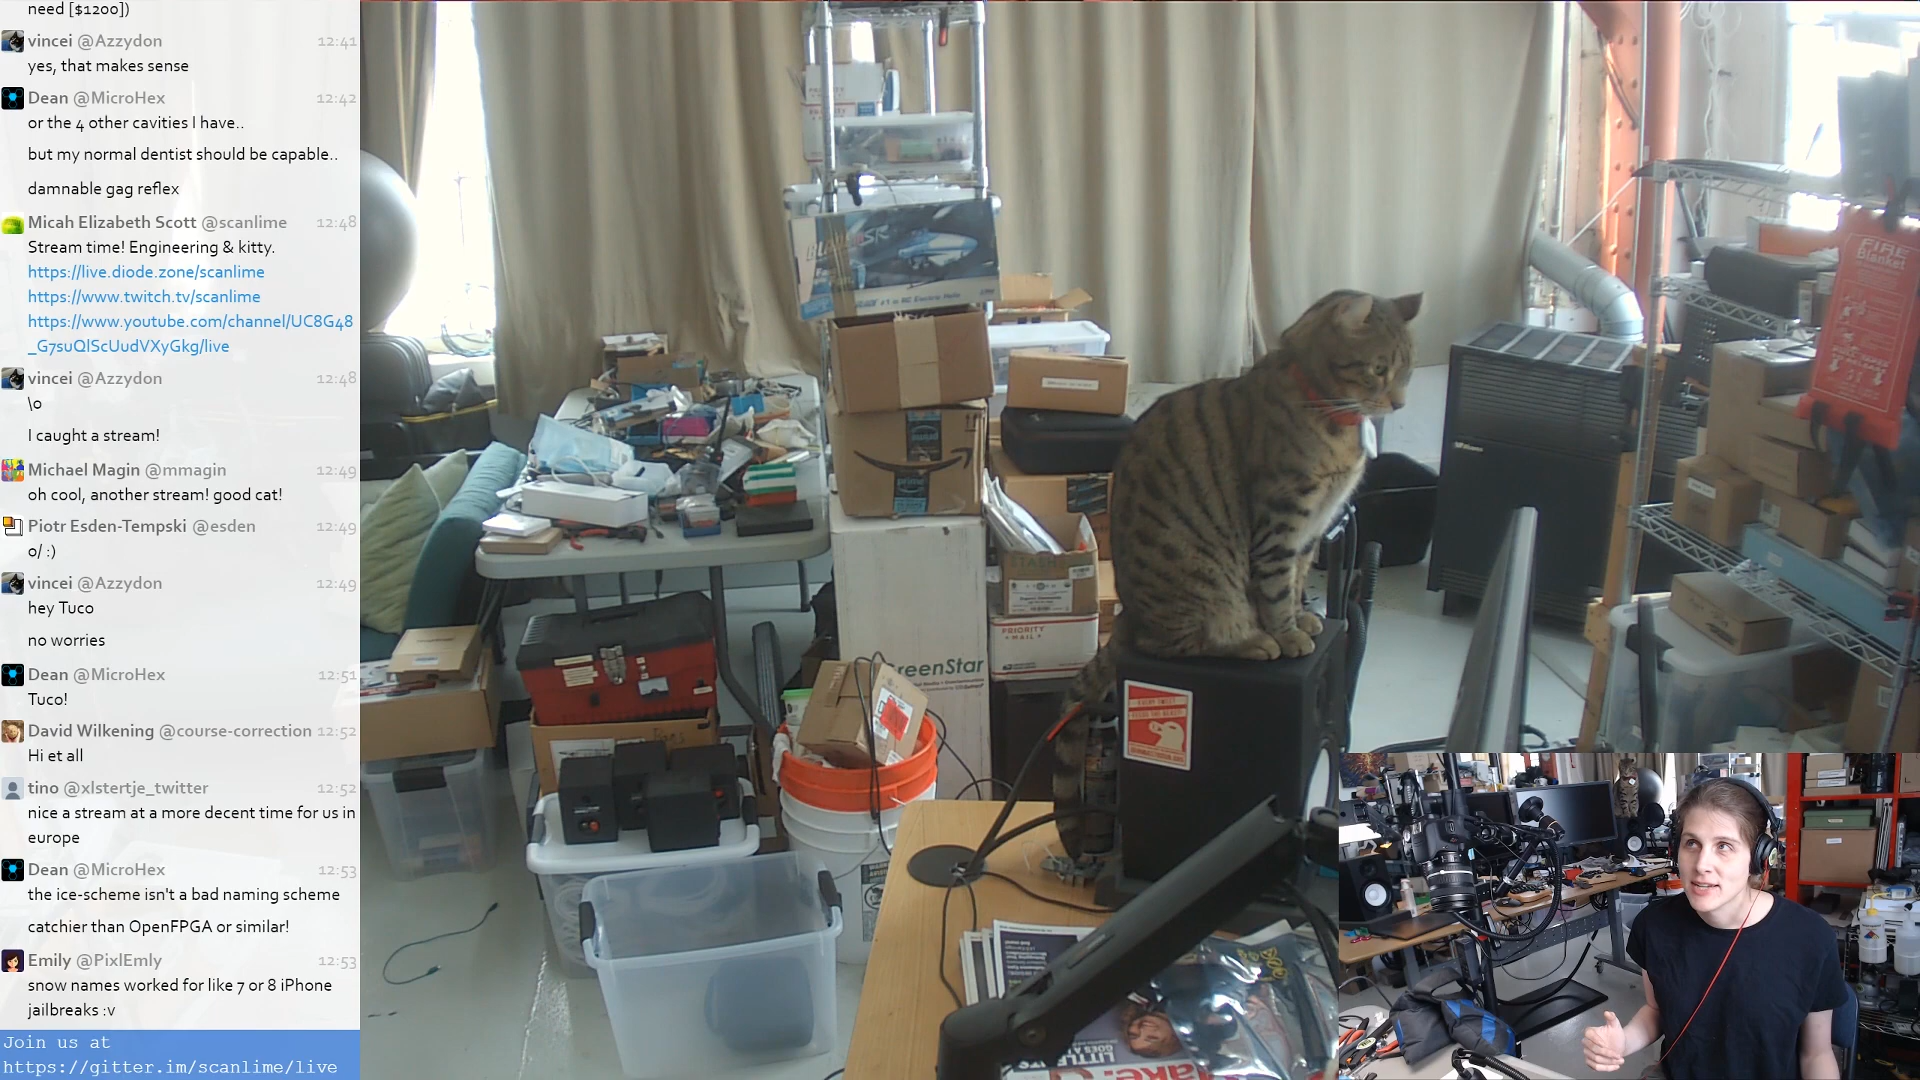 need [$1200])
vincei @Azzydon 12:41
yes, that makes sense
Dean @MicroHex 12:42
or the 4 other cavities I have..
but my normal dentist should be capable..
damnable gag reflex
Micah Elizabeth Scott @scanlime 12:48
Stream time! Engineering & kitty.
https://live.diode.zone/scanlime
https://www.twitch.tv/scanlime
https://www.youtube.com/channel/UC8G48
_G7suQlScUudVXyGkg/live
vincei @Azzydon 12:48
\o
I caught a stream!
Michael Magin @mmagin 12:49
oh cool, another stream! good cat!
Piotr Esden-Tempski @esden 12:49
o/ :)
vincei @Azzydon 12:49
hey Tuco
no worries
Dean @MicroHex 12:51
Tuco!
David Wilkening @course-correction 12:52
Hi et all
tino @xlstertje_twitter 12:52
nice a stream at a more decent time for us in
europe
Dean @MicroHex 12:53
the ice-scheme isn't a bad naming scheme
catchier than OpenFPGA or similar!
Emily @PixlEmly 12:53
snow names worked for like 7 or 8 iPhone
jailbreaks :v
Join us at
https://gitter.im/scanlime/live
FIRE
Blanket
prime
PRIORITY
MAIL
GreenStar
Make: